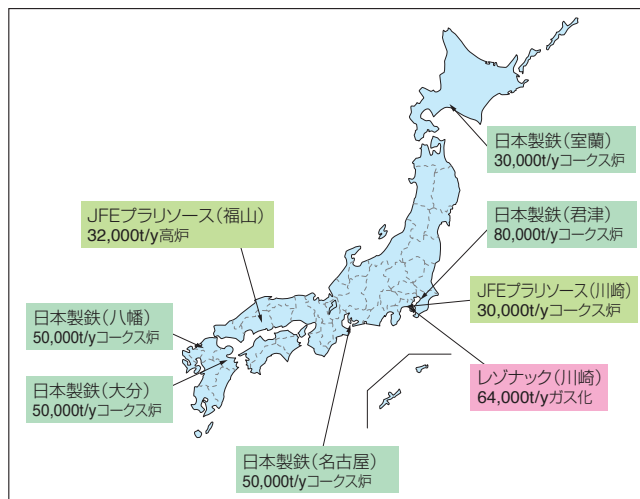 日本製鉄（室蘭）
30,000t/yコークス炉
日本製鉄（君津）
80,000t/yコークス炉
JFEプラリソース（福山）
32,000t/y高炉
JFEプラリソース（川崎）
30,000t/yコークス炉
日本製鉄（八幡）
50,000t/yコークス炉
レゾナック（川崎）
64,000t/yガス化
日本製鉄（大分）
50,000t/yコークス炉
日本製鉄（名古屋）
50,000t/yコークス炉